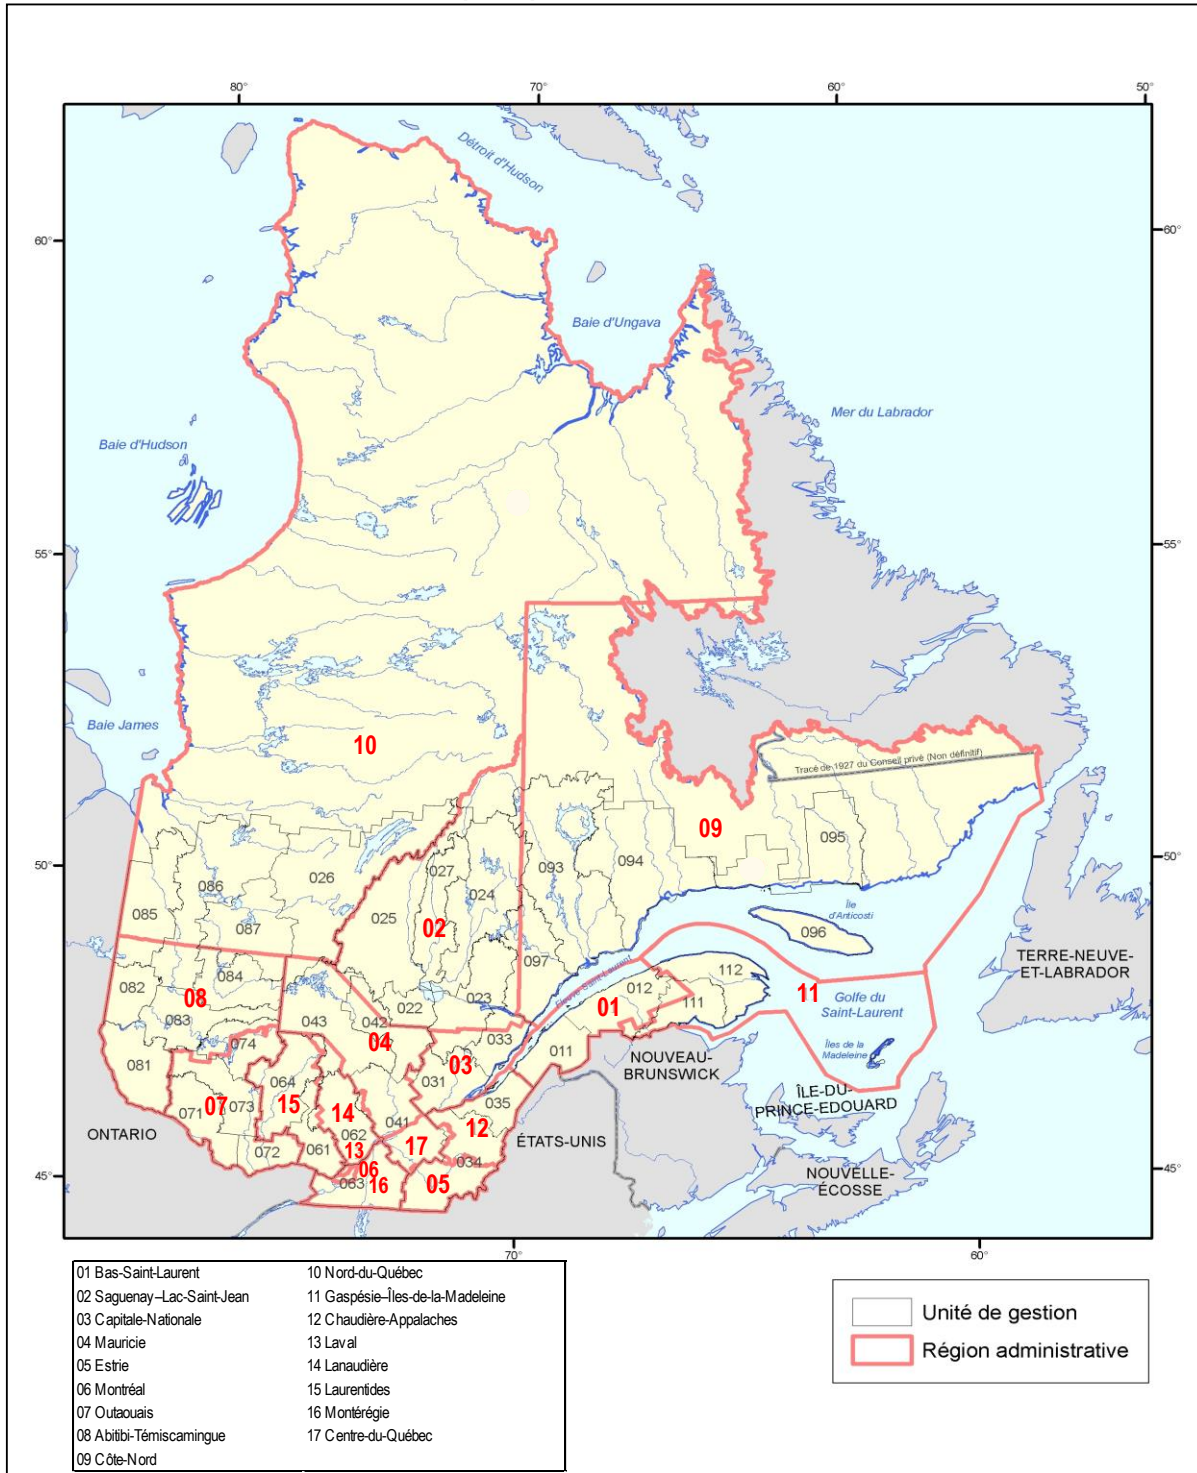 80° 70° 60° 50°
Détroit d'Hudson
60° 60°
Baie d'Ungava
Mer du Labrador
Baie d'Hudson
55° 55°
Baie James
10
Tracé de 1927 du Conseil privé (Non définitif)
09
50° 50°
086 026 027 024 093 094 095
085 087 025 02
Île
d'Anticosti
096
TERRE-NEUVE-
ET-LABRADOR
082 084 08 083
097
Fleuve Saint-Laurent
012 112 111
01
11
Golfe du
Saint-Laurent
Îles de la
Madeleine
022 023 043 042 04
033 03 031 011
NOUVEAU-
BRUNSWICK
ÎLE-DU-
PRINCE-EDOUARD
081 074 064 071 07 073 15
14 062 041 035 12
ONTARIO
ÉTATS-UNIS
072 061 13 17 034
06 063 16 05
NOUVELLE-
ÉCOSSE
45° 45°
70° 60°
01 Bas-Saint-Laurent
02 Saguenay–Lac-Saint-Jean
03 Capitale-Nationale
04 Mauricie
05 Estrie
06 Montréal
07 Outaouais
08 Abitibi-Témiscamingue
09 Côte-Nord
10 Nord-du-Québec
11 Gaspésie–Îles-de-la-Madeleine
12 Chaudière-Appalaches
13 Laval
14 Lanaudière
15 Laurentides
16 Montérégie
17 Centre-du-Québec
Unité de gestion
Région administrative